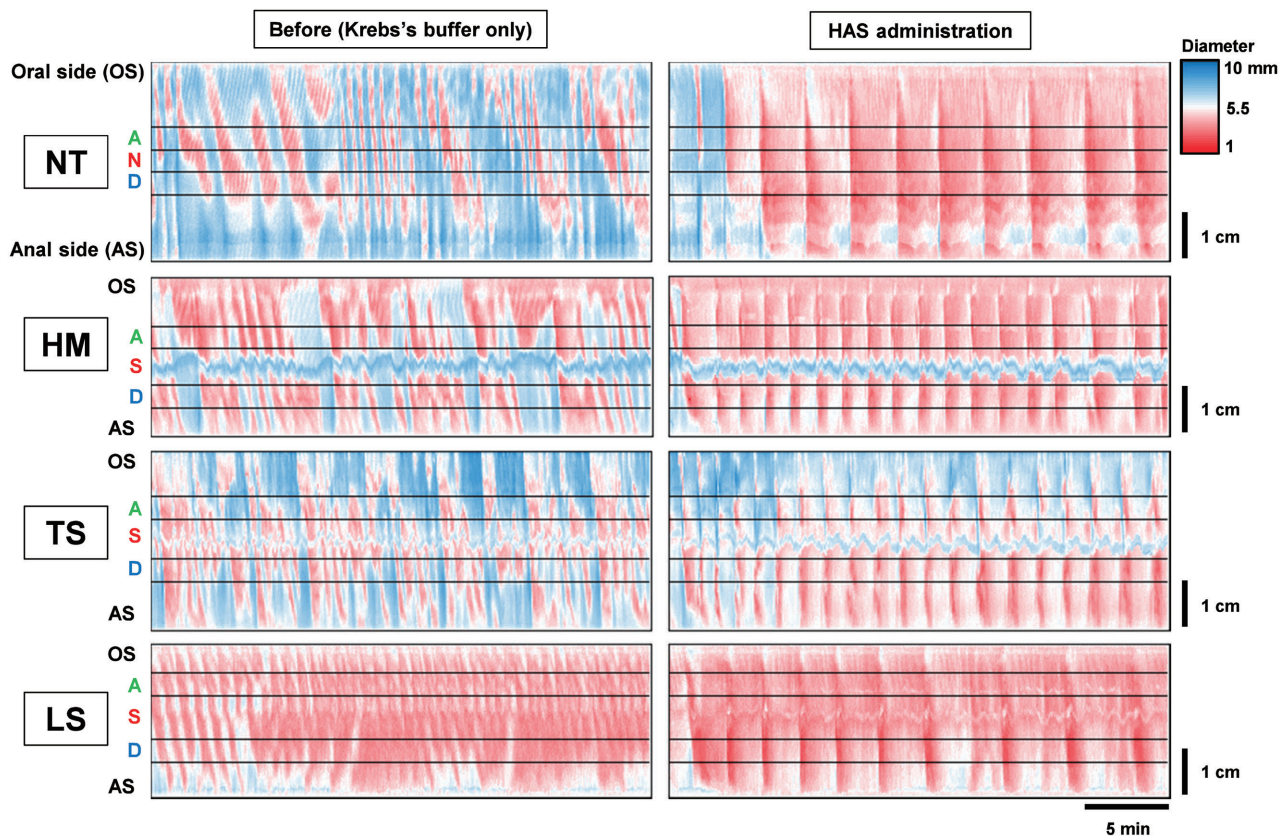 Before (Krebs's buffer only)
HAS administration
Diameter
10 mm
5.5
1
Oral side (OS)
A
NT
N
D
Anal side (AS)
1 cm
OS
A
HM
S
D
AS
1 cm
OS
A
TS
S
D
AS
1 cm
OS
A
LS
S
D
AS
1 cm
5 min